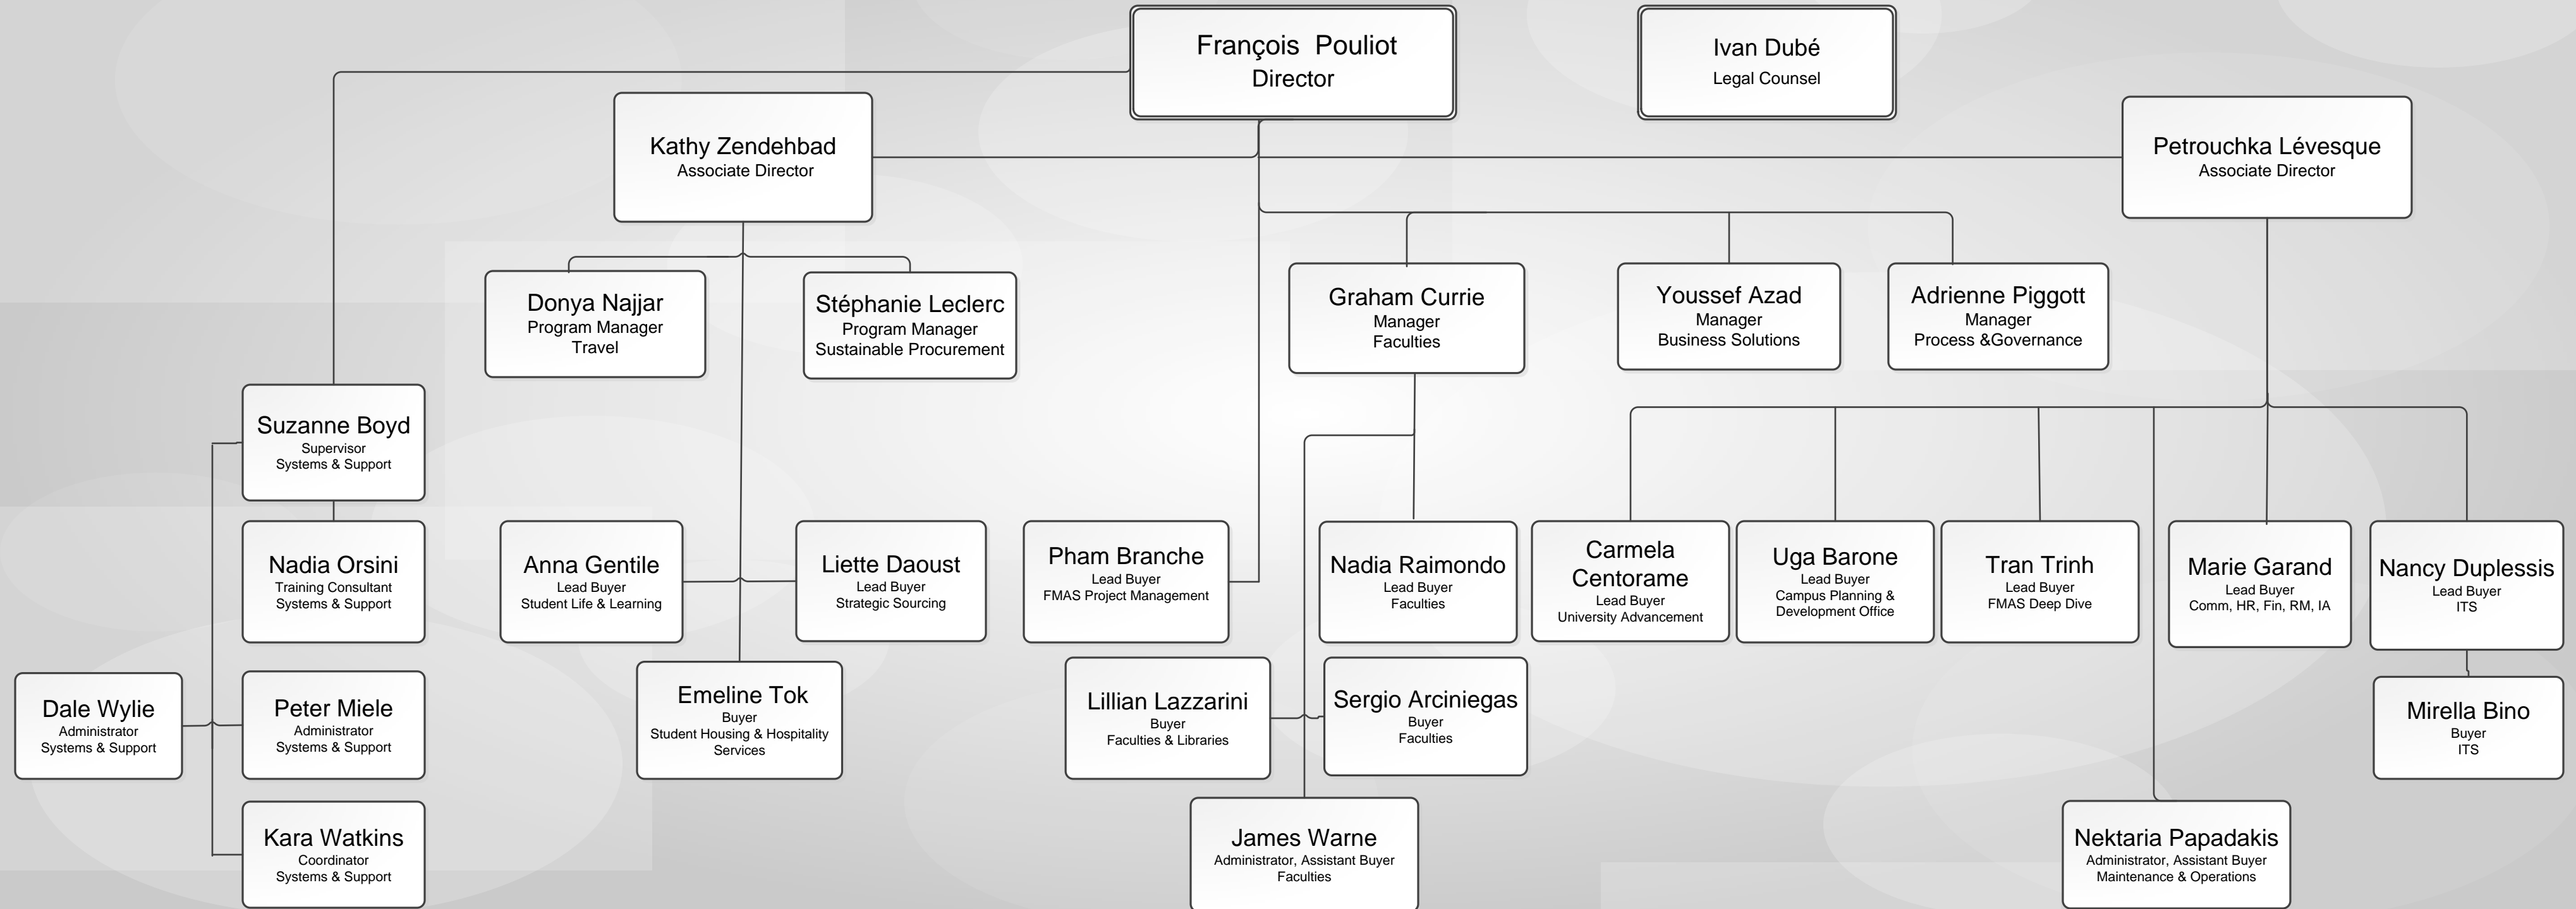 François  Pouliot
Director
Ivan Dubé
Legal Counsel
Kathy Zendehbad
Associate Director
Petrouchka Lévesque
Associate Director
Donya Najjar
Program Manager
Travel
Stéphanie Leclerc
Program Manager
Sustainable Procurement
Graham Currie
Manager
Faculties
Youssef Azad
Manager
Business Solutions
Adrienne Piggott
Manager
Process &Governance
Suzanne Boyd
Supervisor
Systems & Support
Nadia Orsini
Training Consultant
Systems & Support
Anna Gentile
Lead Buyer
Student Life & Learning
Liette Daoust
Lead Buyer
Strategic Sourcing
Pham Branche
Lead Buyer
FMAS Project Management
Nadia Raimondo
Lead Buyer
Faculties
Carmela
Centorame
Lead Buyer
University Advancement
Uga Barone
Lead Buyer
Campus Planning &
Development Office
Tran Trinh
Lead Buyer
FMAS Deep Dive
Marie Garand
Lead Buyer
Comm, HR, Fin, RM, IA
Nancy Duplessis
Lead Buyer
ITS
Dale Wylie
Administrator
Systems & Support
Peter Miele
Administrator
Systems & Support
Emeline Tok
Buyer
Student Housing & Hospitality
Services
Lillian Lazzarini
Buyer
Faculties & Libraries
Sergio Arciniegas
Buyer
Faculties
Mirella Bino
Buyer
ITS
Kara Watkins
Coordinator
Systems & Support
James Warne
Administrator, Assistant Buyer
Faculties
Nektaria Papadakis
Administrator, Assistant Buyer
Maintenance & Operations